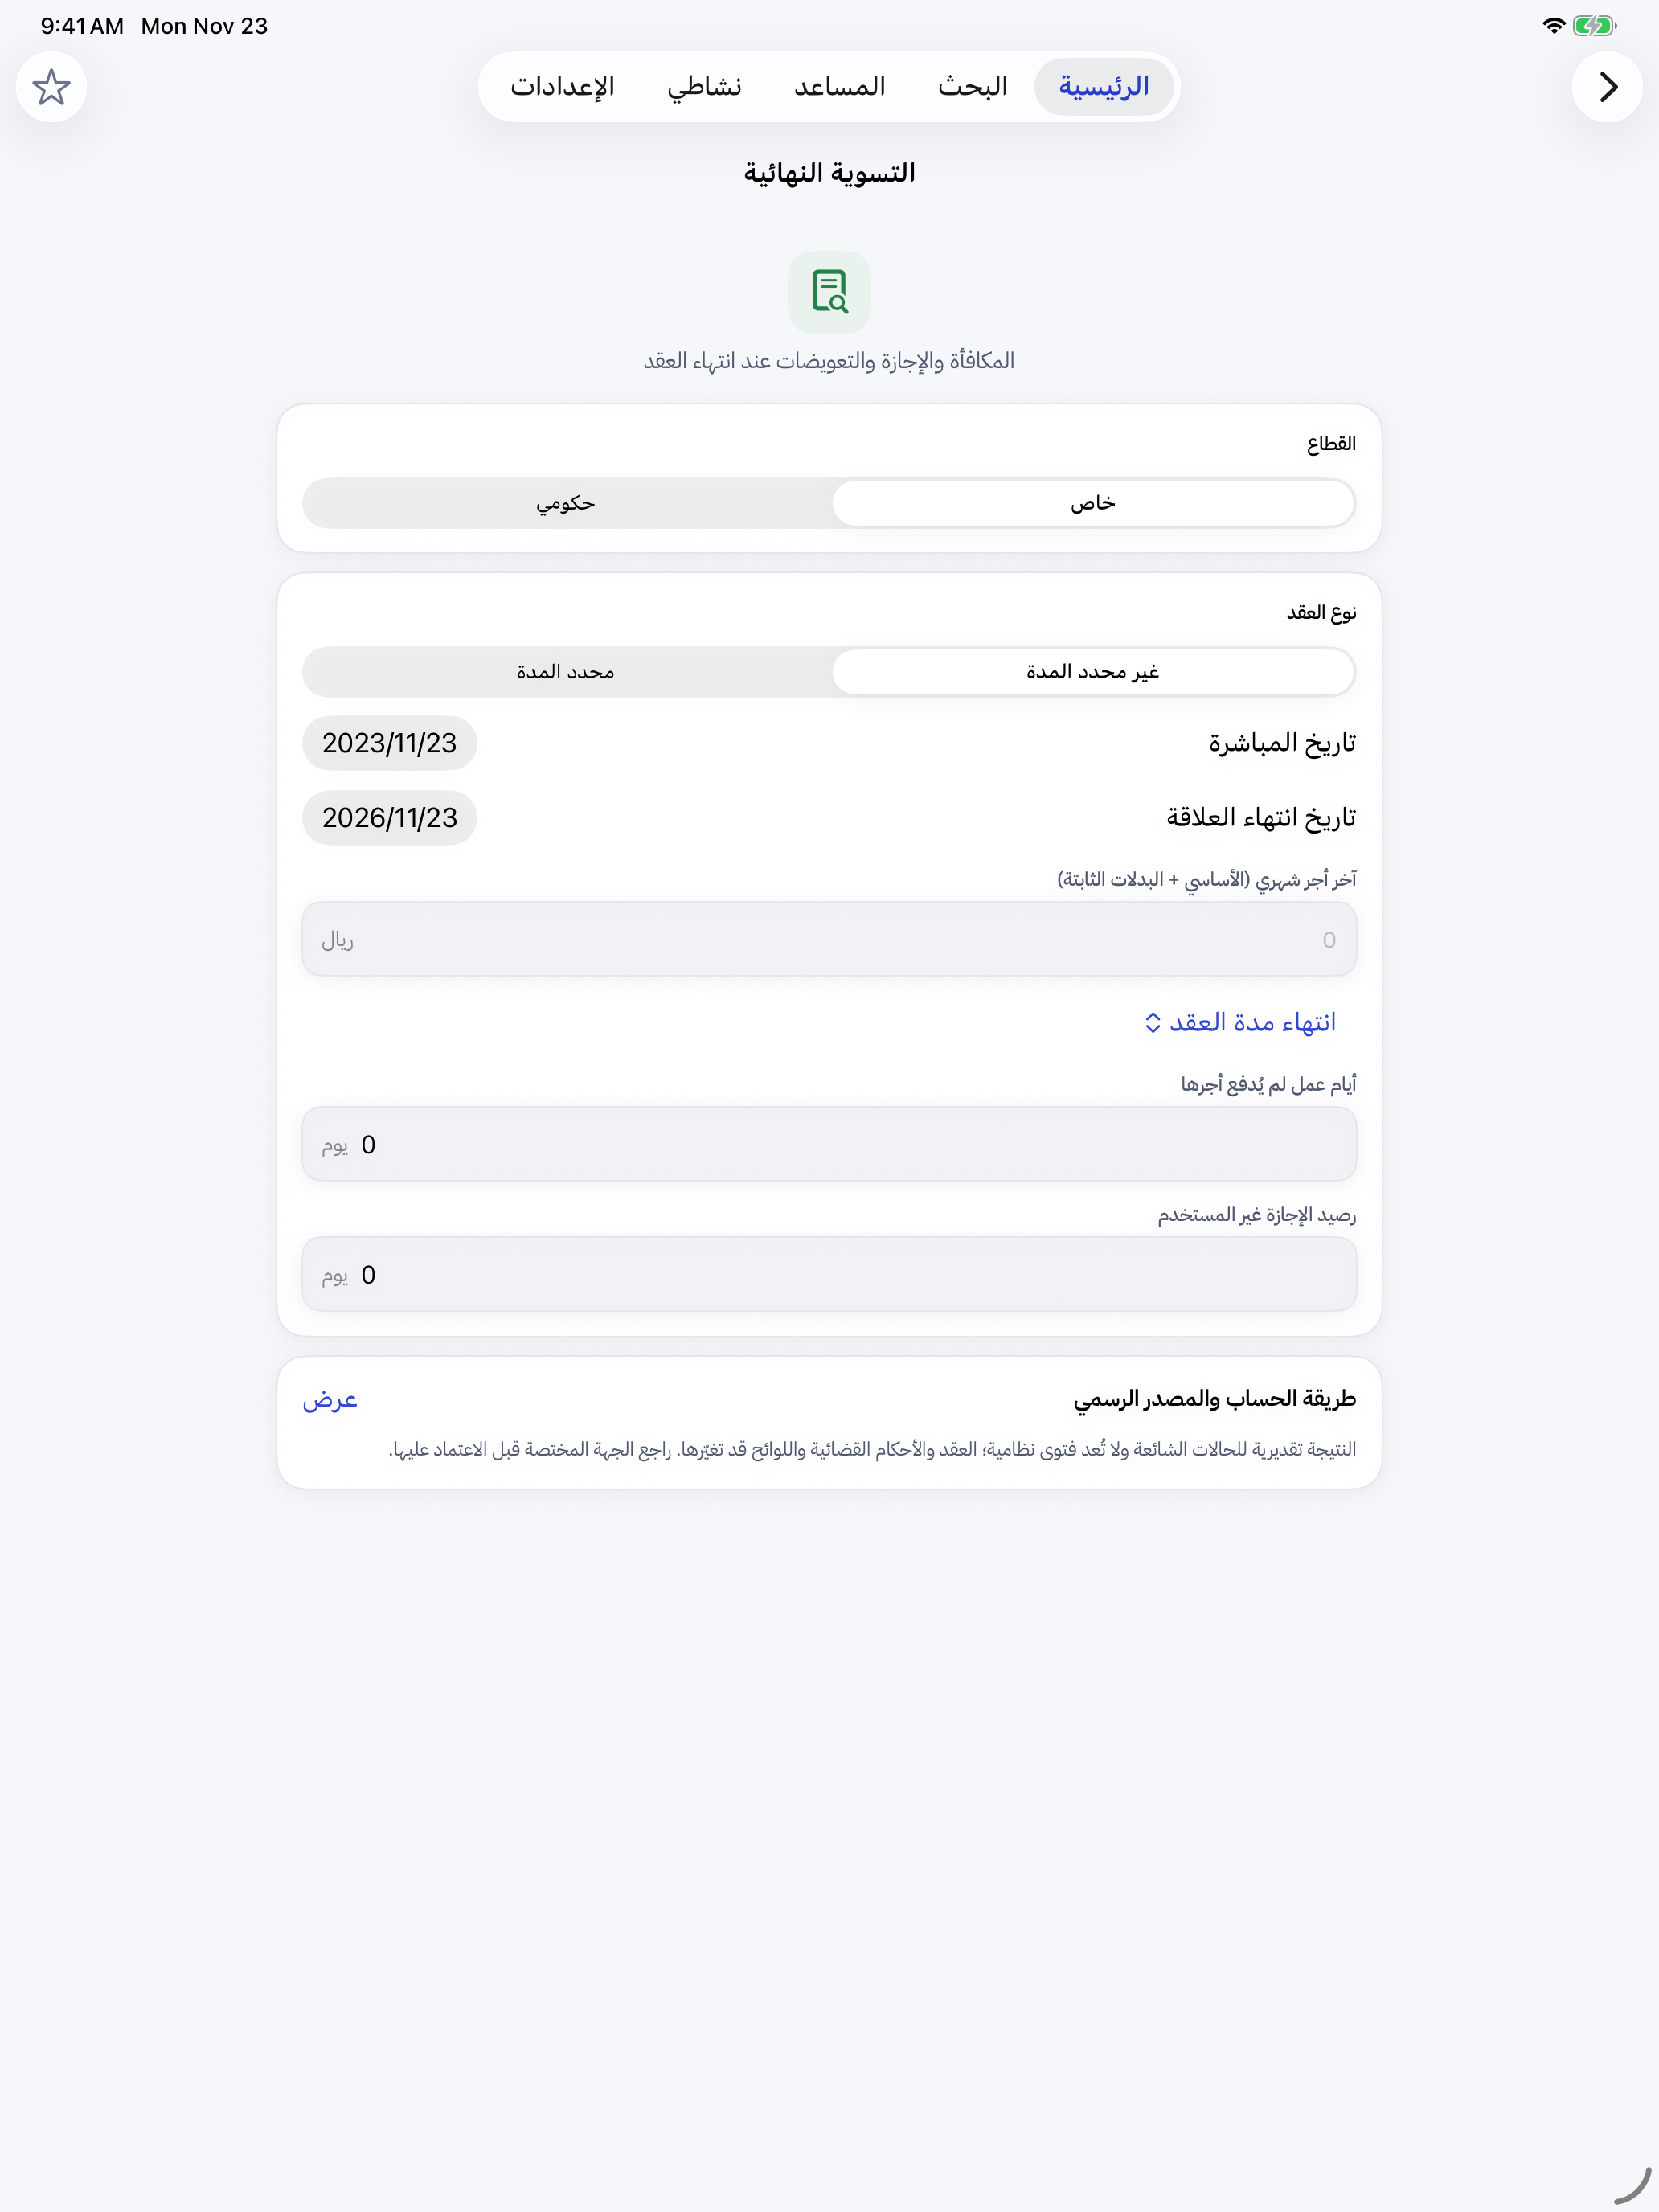 9:41 AM Mon Nov 23
الرئيسية البحث المساعد نشاطي الإعدادات
التسوية النهائية
المكافأة والإجازة والتعويضات عند انتهاء العقد
القطاع
خاص حكومي
نوع العقد
غير محدد المدة محدد المدة
تاريخ المباشرة 2023/11/23
تاريخ انتهاء العلاقة 2026/11/23
آخر أجر شهري (الأساسي + البدلات الثابتة)
0 ريال
انتهاء مدة العقد
أيام عمل لم يُدفع أجرها
0 يوم
رصيد الإجازة غير المستخدم
0 يوم
طريقة الحساب والمصدر الرسمي عرض
النتيجة تقديرية للحالات الشائعة ولا تُعد فتوى نظامية؛ العقد والأحكام القضائية واللوائح قد تغيّرها. راجع الجهة المختصة قبل الاعتماد عليها.